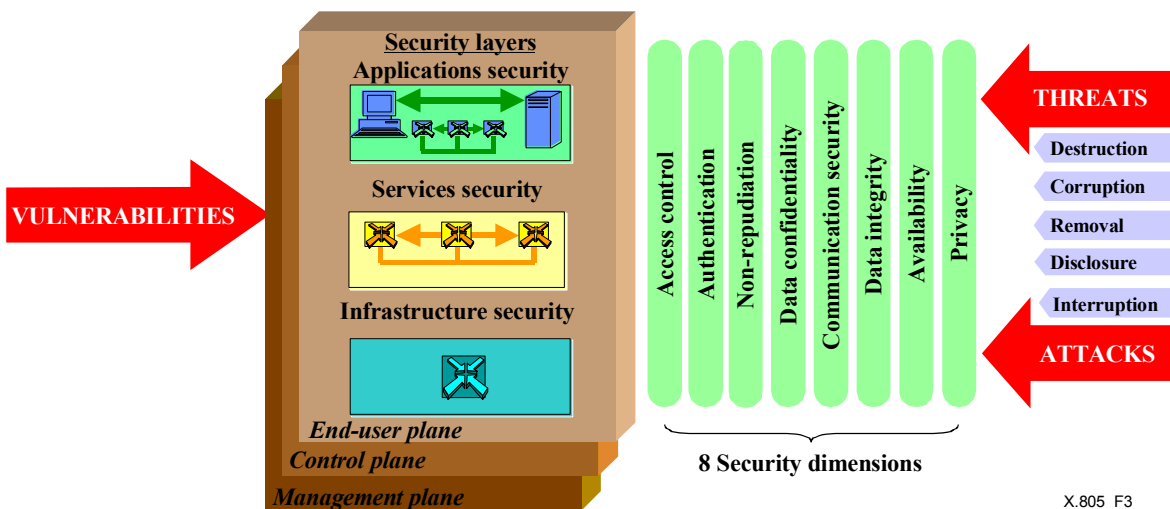 Security layers
Applications security
Services security
Infrastructure security
End-user plane
Control plane
Management plane
VULNERABILITIES
Access control
Authentication
Non-repudiation
Data confidentiality
Communication security
Data integrity
Availability
Privacy
8 Security dimensions
THREATS
Destruction
Corruption
Removal
Disclosure
Interruption
ATTACKS
X.805_F3